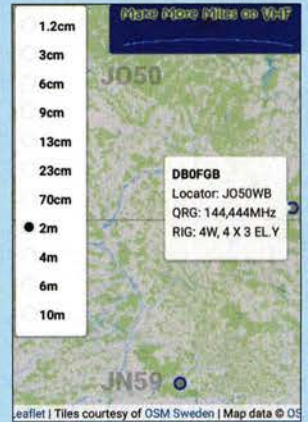 Make More Miles on VHF
1.2cm
3cm
6cm
9cm
13cm
23cm
70cm
2m
4m
6m
10m
JO50
DB0FGB
Locator: JO50WB
QRG: 144,444MHz
RIG: 4W, 4 X 3 EL.Y
JN59
eaflet | Tiles courtesy of OSM Sweden | Map data © OS